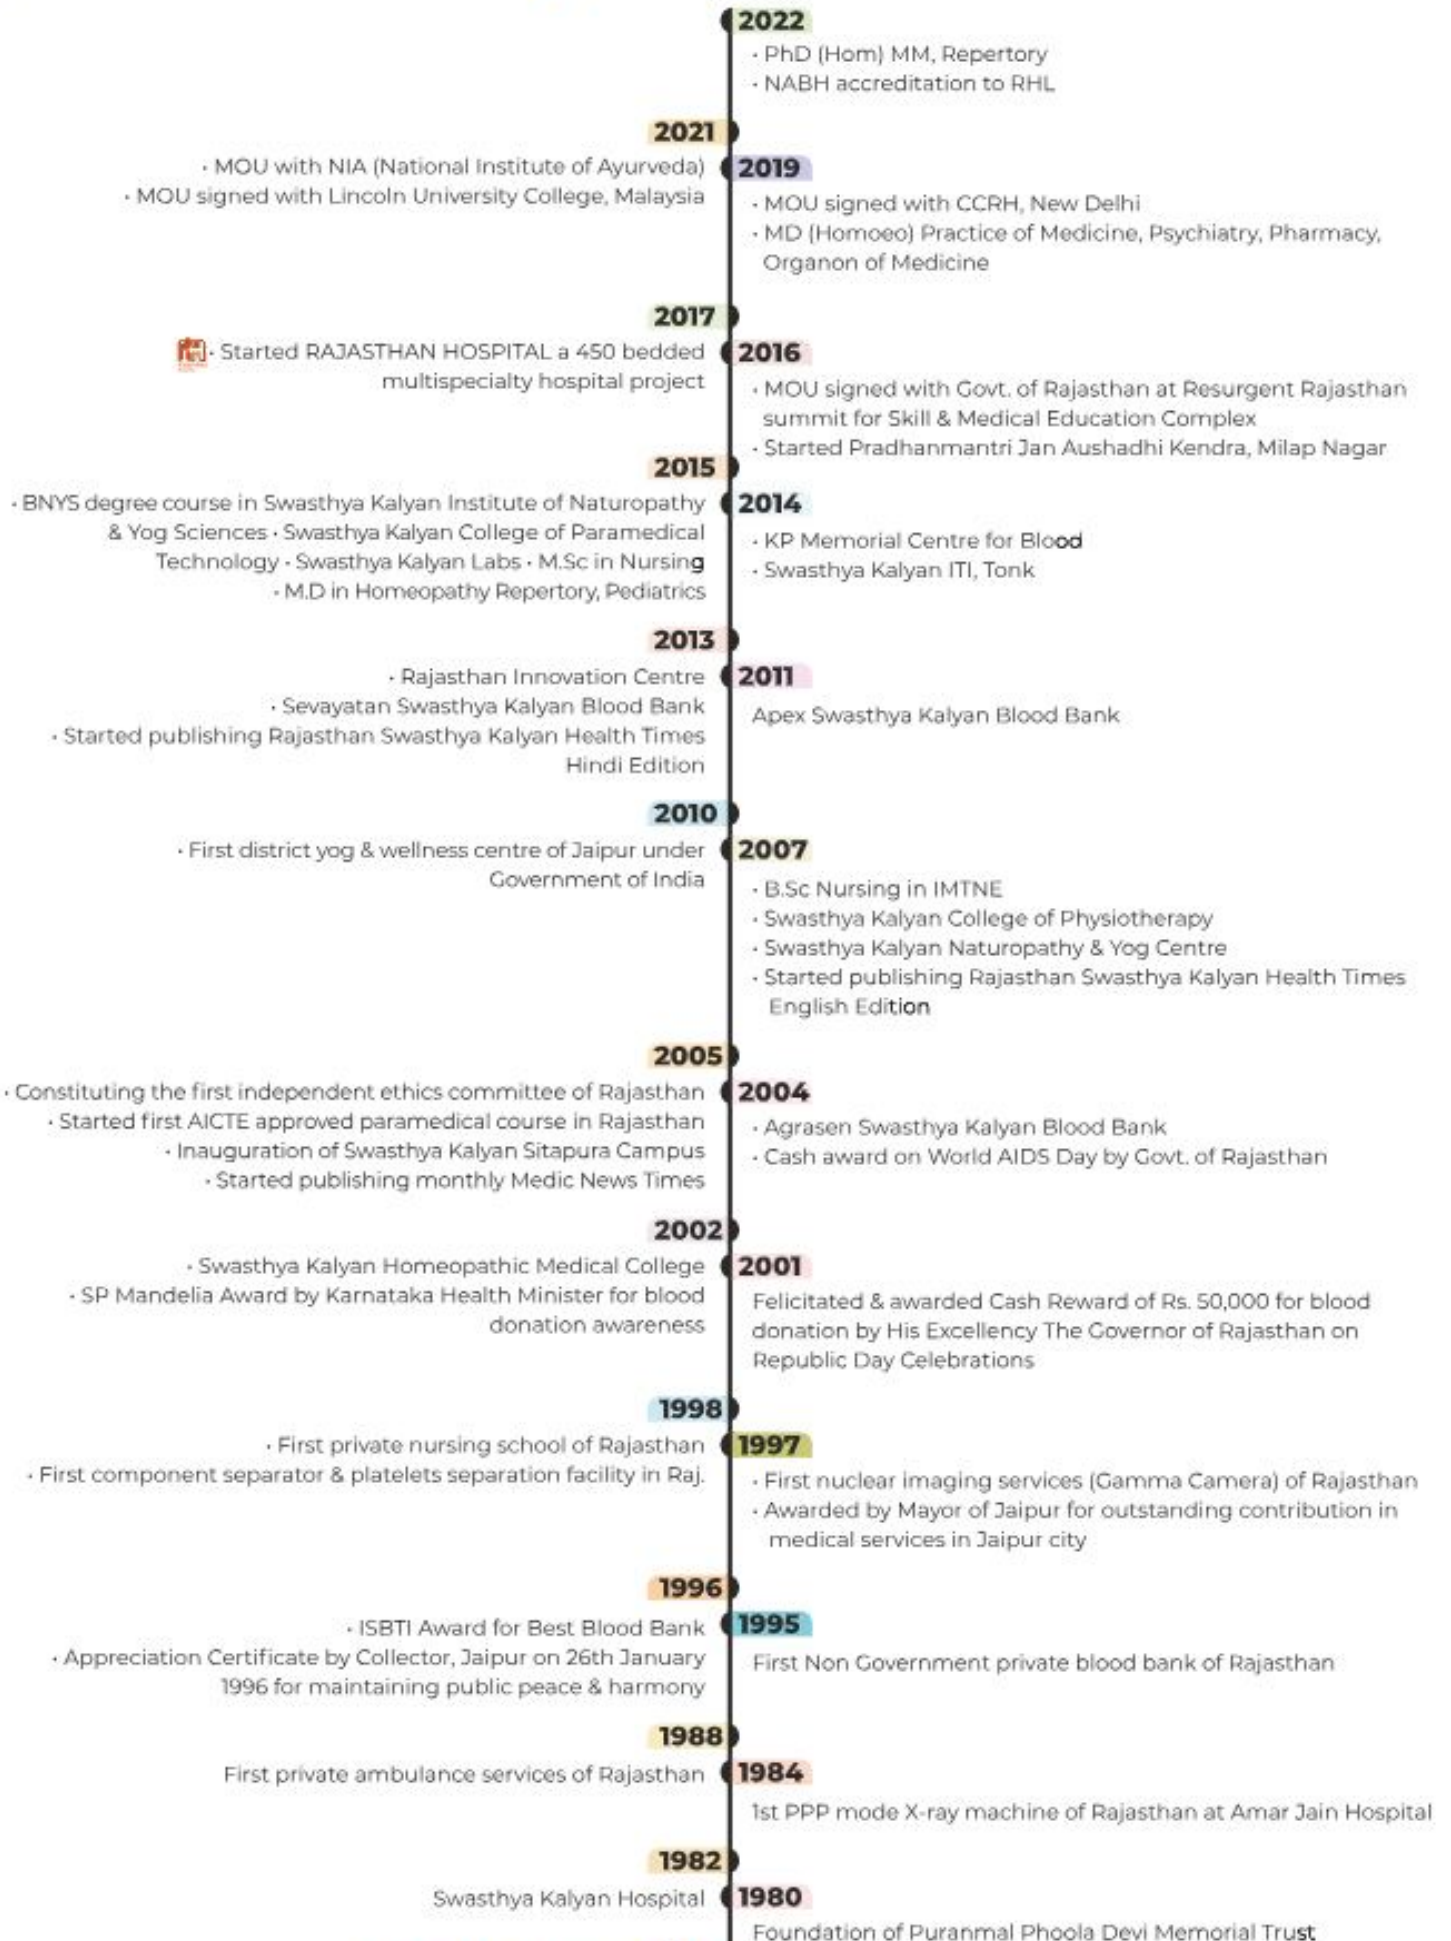 2022
· PhD (Hom) MM, Repertory
· NABH accreditation to RHL
2021
· MOU with NIA (National Institute of Ayurveda)
· MOU signed with Lincoln University College, Malaysia
2019
· MOU signed with CCRH, New Delhi
· MD (Homoeo) Practice of Medicine, Psychiatry, Pharmacy,
Organon of Medicine
2017
· Started RAJASTHAN HOSPITAL a 450 bedded
multispecialty hospital project
2016
· MOU signed with Govt. of Rajasthan at Resurgent Rajasthan
summit for Skill & Medical Education Complex
· Started Pradhanmantri Jan Aushadhi Kendra, Milap Nagar
2015
· BNYS degree course in Swasthya Kalyan Institute of Naturopathy
& Yog Sciences · Swasthya Kalyan College of Paramedical
Technology · Swasthya Kalyan Labs · M.Sc in Nursing
· M.D in Homeopathy Repertory, Pediatrics
2014
· KP Memorial Centre for Blood
· Swasthya Kalyan ITI, Tonk
2013
· Rajasthan Innovation Centre
· Sevayatan Swasthya Kalyan Blood Bank
· Started publishing Rajasthan Swasthya Kalyan Health Times
Hindi Edition
2011
Apex Swasthya Kalyan Blood Bank
2010
· First district yog & wellness centre of Jaipur under
Government of India
2007
· B.Sc Nursing in IMTNE
· Swasthya Kalyan College of Physiotherapy
· Swasthya Kalyan Naturopathy & Yog Centre
· Started publishing Rajasthan Swasthya Kalyan Health Times
English Edition
2005
· Constituting the first independent ethics committee of Rajasthan
· Started first AICTE approved paramedical course in Rajasthan
· Inauguration of Swasthya Kalyan Sitapura Campus
· Started publishing monthly Medic News Times
2004
· Agrasen Swasthya Kalyan Blood Bank
· Cash award on World AIDS Day by Govt. of Rajasthan
2002
· Swasthya Kalyan Homeopathic Medical College
· SP Mandelia Award by Karnataka Health Minister for blood
donation awareness
2001
Felicitated & awarded Cash Reward of Rs. 50,000 for blood
donation by His Excellency The Governor of Rajasthan on
Republic Day Celebrations
1998
· First private nursing school of Rajasthan
· First component separator & platelets separation facility in Raj.
1997
· First nuclear imaging services (Gamma Camera) of Rajasthan
· Awarded by Mayor of Jaipur for outstanding contribution in
medical services in Jaipur city
1996
· ISBTI Award for Best Blood Bank
· Appreciation Certificate by Collector, Jaipur on 26th January
1996 for maintaining public peace & harmony
1995
First Non Government private blood bank of Rajasthan
1988
First private ambulance services of Rajasthan
1984
1st PPP mode X-ray machine of Rajasthan at Amar Jain Hospital
1982
Swasthya Kalyan Hospital
1980
Foundation of Puranmal Phoola Devi Memorial Trust